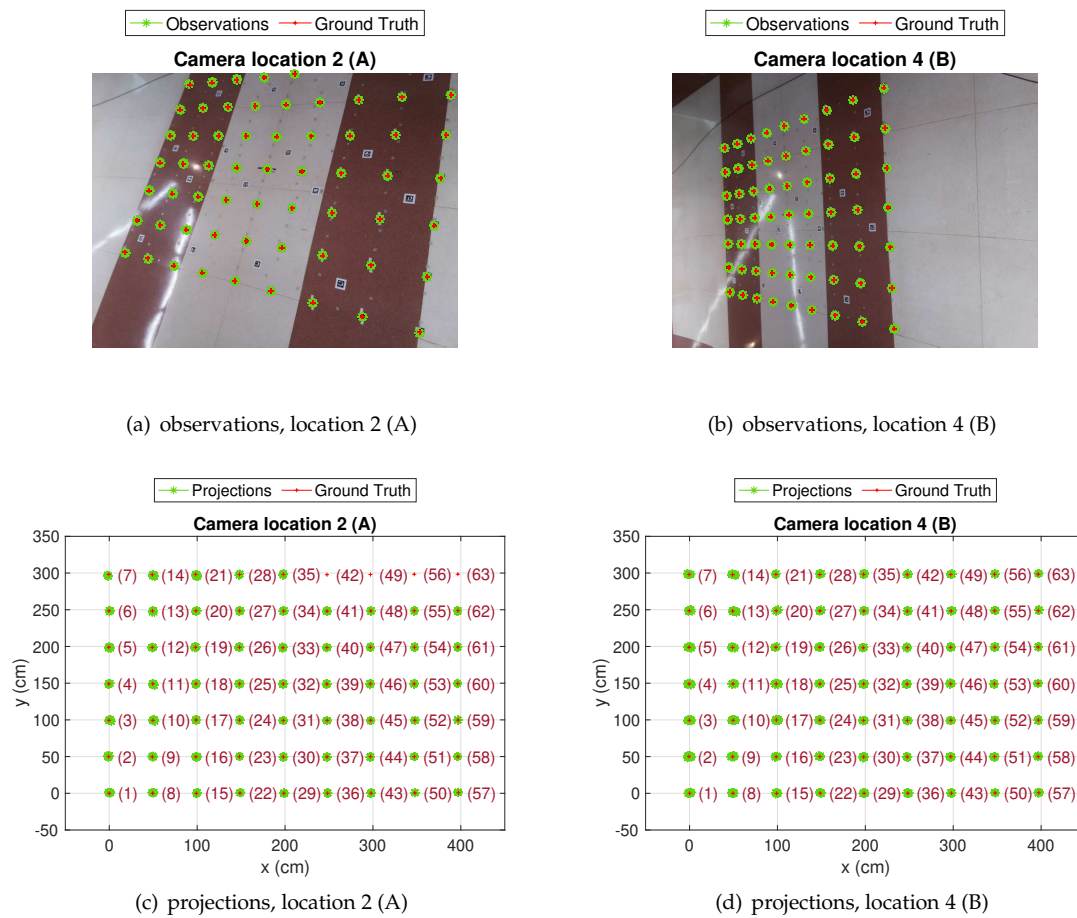 Observations Ground Truth
Camera location 2 (A)
(a) observations, location 2 (A)
Observations Ground Truth
Camera location 4 (B)
(b) observations, location 4 (B)
Projections Ground Truth
Camera location 2 (A)
350
300 (7) (14) (21) (28) (35) (42) (49) (56) (63)
250 (6) (13) (20) (27) (34) (41) (48) (55) (62)
200 (5) (12) (19) (26) (33) (40) (47) (54) (61)
150 (4) (11) (18) (25) (32) (39) (46) (53) (60)
100 (3) (10) (17) (24) (31) (38) (45) (52) (59)
50 (2) (9) (16) (23) (30) (37) (44) (51) (58)
0 (1) (8) (15) (22) (29) (36) (43) (50) (57)
-50
y (cm)
0 100 200 300 400
x (cm)
(c) projections, location 2 (A)
Projections Ground Truth
Camera location 4 (B)
350
300 (7) (14) (21) (28) (35) (42) (49) (56) (63)
250 (6) (13) (20) (27) (34) (41) (48) (55) (62)
200 (5) (12) (19) (26) (33) (40) (47) (54) (61)
150 (4) (11) (18) (25) (32) (39) (46) (53) (60)
100 (3) (10) (17) (24) (31) (38) (45) (52) (59)
50 (2) (9) (16) (23) (30) (37) (44) (51) (58)
0 (1) (8) (15) (22) (29) (36) (43) (50) (57)
-50
y (cm)
0 100 200 300 400
x (cm)
(d) projections, location 4 (B)